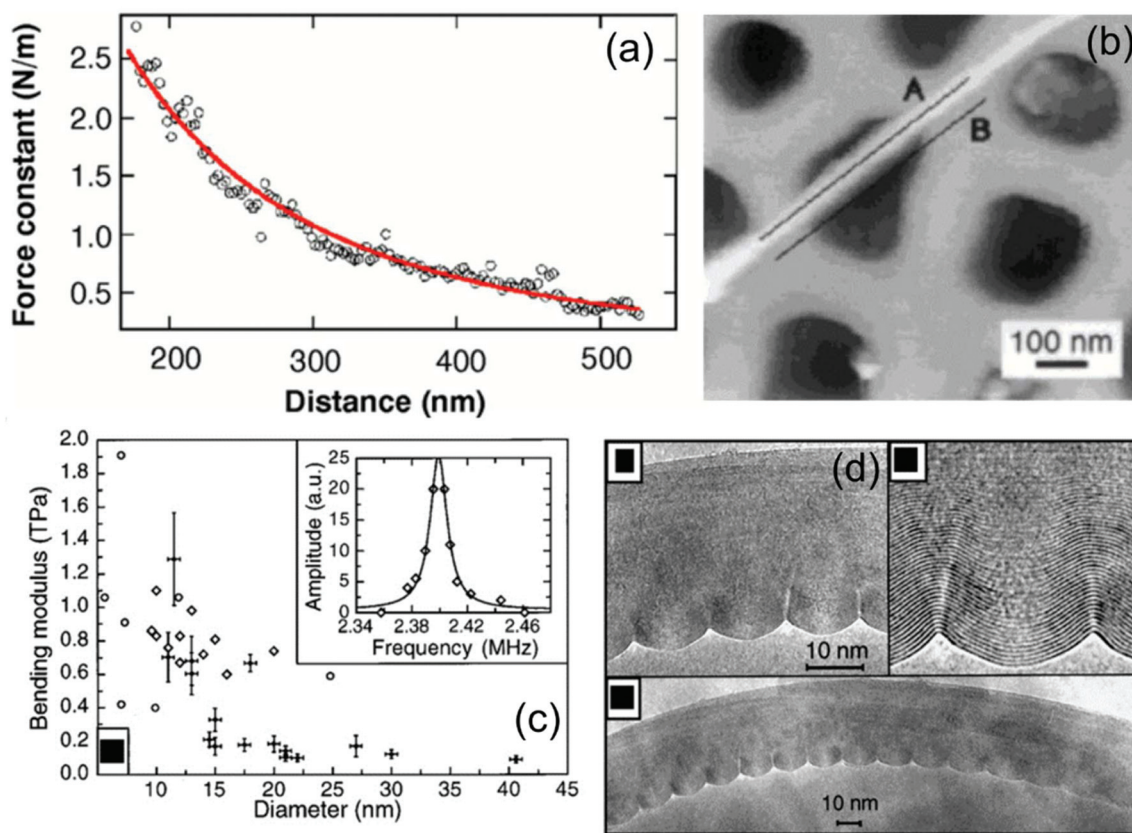 (a)
Force constant (N/m)
2.5
2.0
1.5
1.0
0.5
200 300 400 500
Distance (nm)
(b)
A
B
100 nm
(c)
Bending modulus (TPa)
2.0
1.8
1.6
1.4
1.2
1.0
0.8
0.6
0.4
0.2
0.0
10 15 20 25 30 35 40 45
Diameter (nm)
Amplitude (a.u.)
25
20
15
10
5
0
2.34 2.38 2.42 2.46
Frequency (MHz)
(d)
10 nm
10 nm